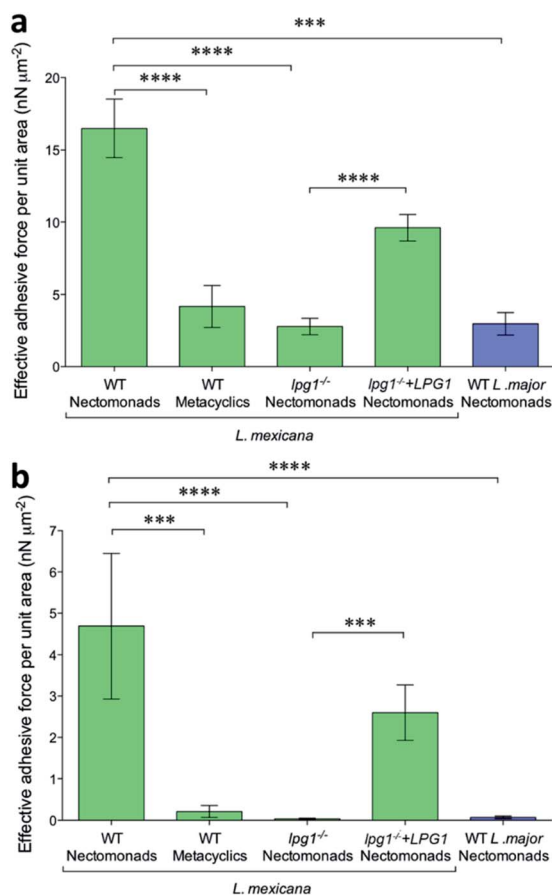 a
***
****
****
****
Effective adhesive force per unit area (nN μm-2)
20
15
10
5
0
WT Nectomonads
WT Metacyclics
lpg1-/- Nectomonads
lpg1-/-+LPG1 Nectomonads
WT L .major Nectomonads
L. mexicana
b
****
****
***
***
Effective adhesive force per unit area (nN μm-2)
7
6
5
4
3
2
1
0
WT Nectomonads
WT Metacyclics
lpg1-/- Nectomonads
lpg1-/-+LPG1 Nectomonads
WT L .major Nectomonads
L. mexicana